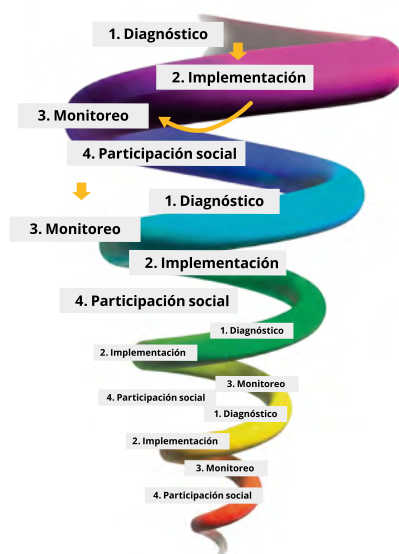 1. Diagnóstico
2. Implementación
3. Monitoreo
4. Participación social
1. Diagnóstico
3. Monitoreo
2. Implementación
4. Participación social
1. Diagnóstico
2. Implementación
3. Monitoreo
4. Participación social
1. Diagnóstico
2. Implementación
3. Monitoreo
4. Participación social